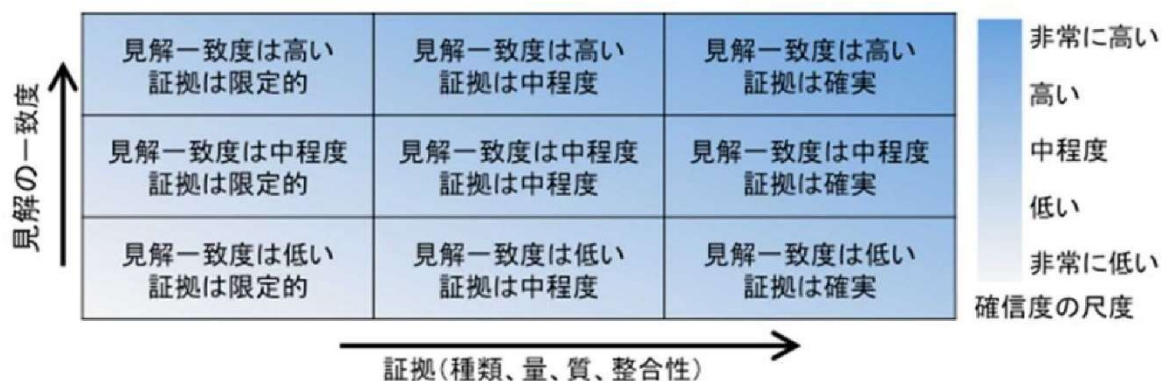 見解の一致度
見解一致度は高い
証拠は限定的
見解一致度は高い
証拠は中程度
見解一致度は高い
証拠は確実
見解一致度は中程度
証拠は限定的
見解一致度は中程度
証拠は中程度
見解一致度は中程度
証拠は確実
見解一致度は低い
証拠は限定的
見解一致度は低い
証拠は中程度
見解一致度は低い
証拠は確実
証拠(種類、量、質、整合性)
非常に高い
高い
中程度
低い
非常に低い
確信度の尺度